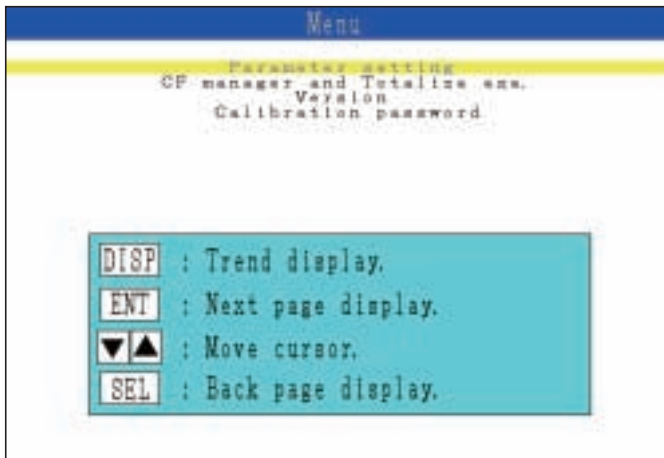 Menu
Parameter setting
CF manager and Totalize exe.
Version
Calibration password
DISP : Trend display.
ENT : Next page display.
▼▲ : Move cursor.
SEL : Back page display.